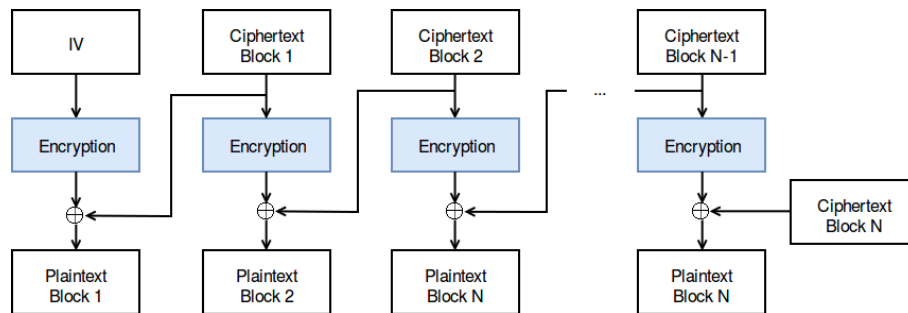 IV
Ciphertext
Block 1
Ciphertext
Block 2
Ciphertext
Block N-1
...
Encryption
Encryption
Encryption
Encryption
Ciphertext
Block N
Plaintext
Block 1
Plaintext
Block 2
Plaintext
Block N
Plaintext
Block N